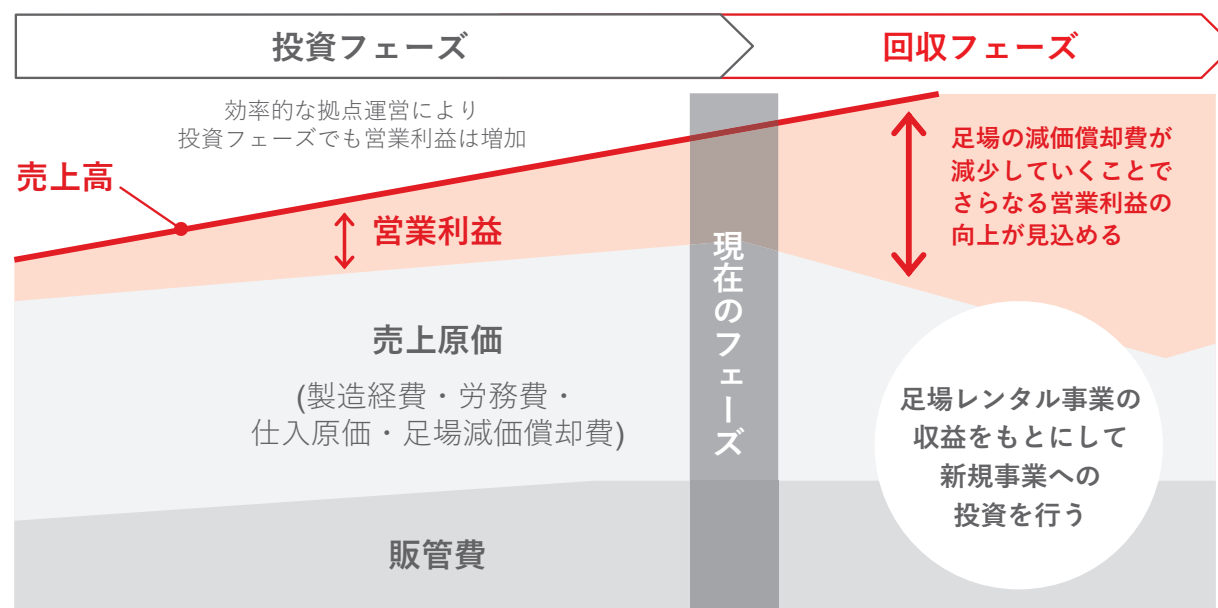 投資フェーズ
回収フェーズ
効率的な拠点運営により
投資フェーズでも営業利益は増加
売上高
営業利益
現在のフェーズ
足場の減価償却費が
減少していくことで
さらなる営業利益の
向上が見込める
売上原価
(製造経費・労務費・
仕入原価・足場減価償却費)
足場レンタル事業の
収益をもとにして
新規事業への
投資を行う
販管費